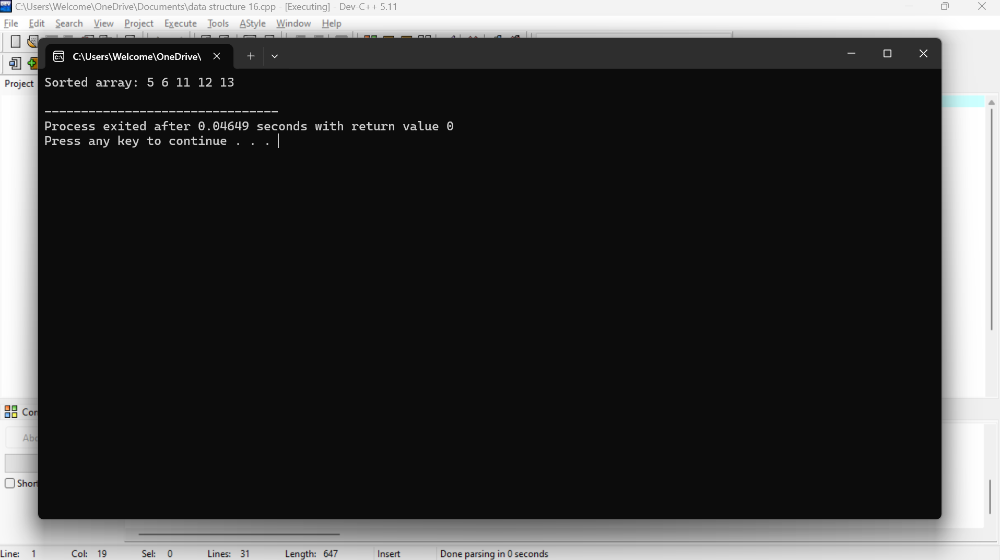 C:\Users\Welcome\OneDrive\Documents\data structure 16.cpp - [Executing] - Dev-C++ 5.11
File Edit Search View Project Execute Tools AStyle Window Help
C:\Users\Welcome\OneDrive\
Project
Sorted array: 5 6 11 12 13
--------------------------------
Process exited after 0.04649 seconds with return value 0
Press any key to continue . . .
Short
Line: 1 Col: 19 Sel: 0 Lines: 31 Length: 647 Insert Done parsing in 0 seconds